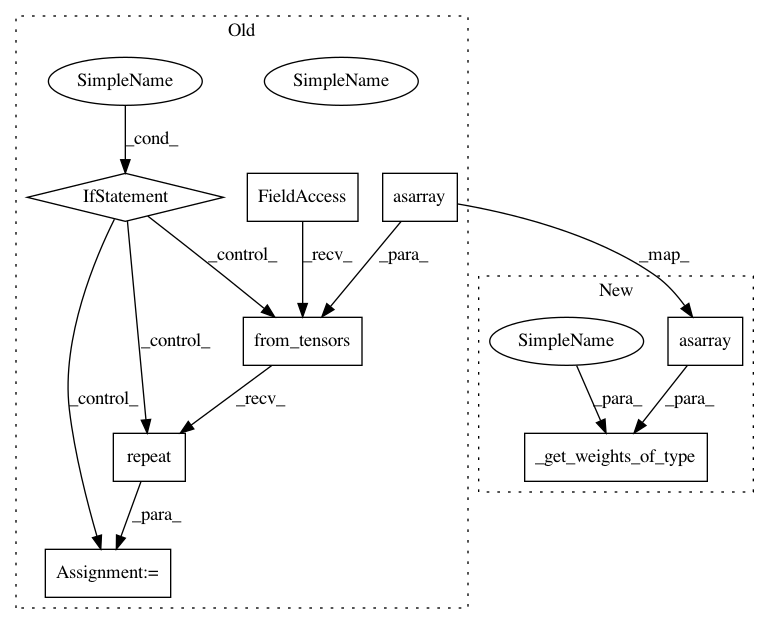 Old
SimpleName
SimpleName
_cond_
IfStatement
FieldAccess
asarray
_control_
_recv_
_para_
_map_
New
_control_
from_tensors
SimpleName
asarray
_control_
_recv_
_para_
_para_
repeat
_get_weights_of_type
_para_
Assignment:=